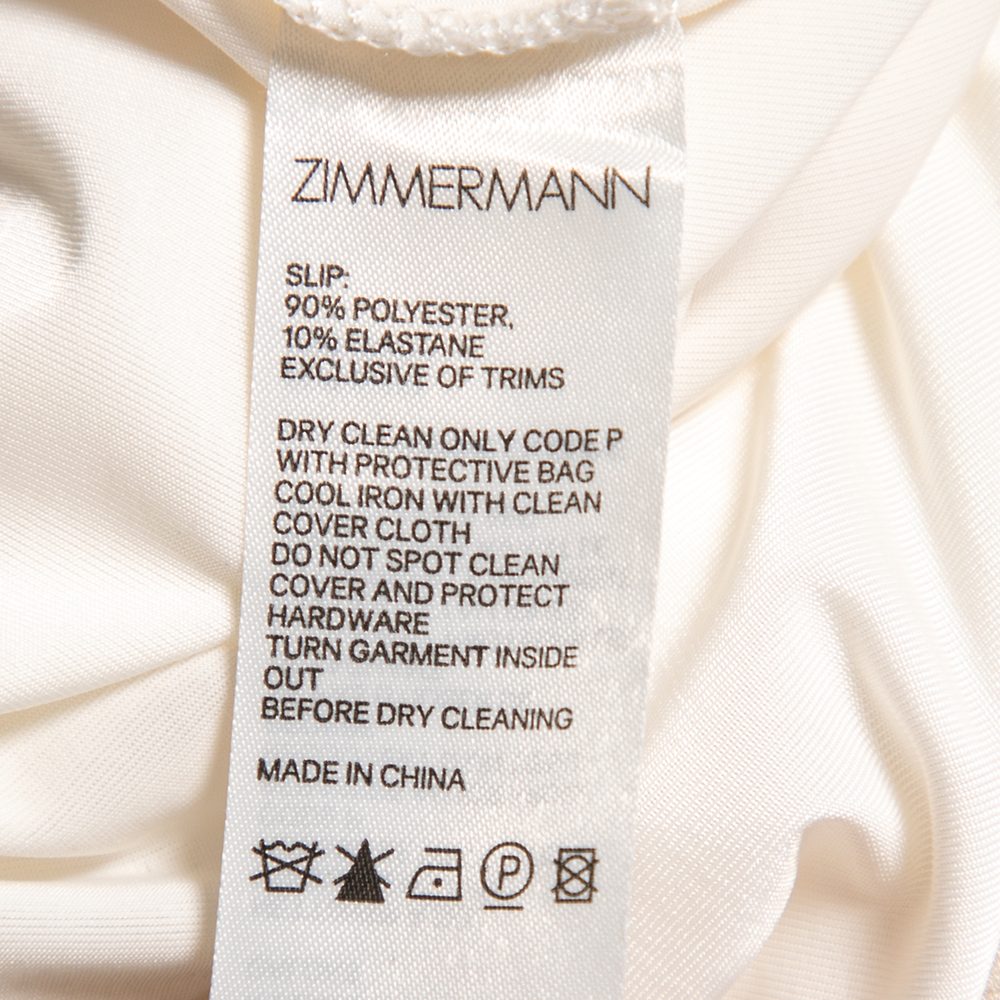 ZIMMERMANN
SLIP:
90% POLYESTER,
10% ELASTANE
EXCLUSIVE OF TRIMS
DRY CLEAN ONLY CODE P
WITH PROTECTIVE BAG
COOL IRON WITH CLEAN
COVER CLOTH
DO NOT SPOT CLEAN
COVER AND PROTECT
HARDWARE
TURN GARMENT INSIDE
OUT
BEFORE DRY CLEANING
MADE IN CHINA
P